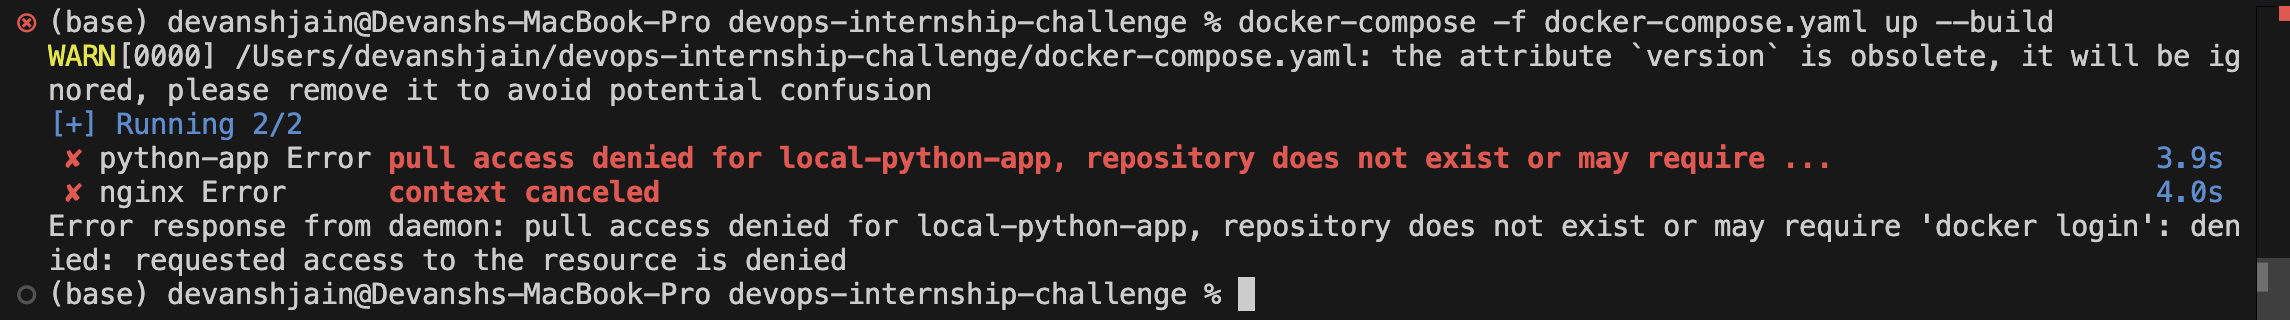 (base) devanshjain@Devanshs-MacBook-Pro devops-internship-challenge % docker-compose -f docker-compose.yaml up --build
WARN[0000] /Users/devanshjain/devops-internship-challenge/docker-compose.yaml: the attribute `version` is obsolete, it will be ig
nored, please remove it to avoid potential confusion
[+] Running 2/2
✘ python-app Error pull access denied for local-python-app, repository does not exist or may require ... 3.9s
✘ nginx Error context canceled 4.0s
Error response from daemon: pull access denied for local-python-app, repository does not exist or may require 'docker login': den
ied: requested access to the resource is denied
(base) devanshjain@Devanshs-MacBook-Pro devops-internship-challenge %